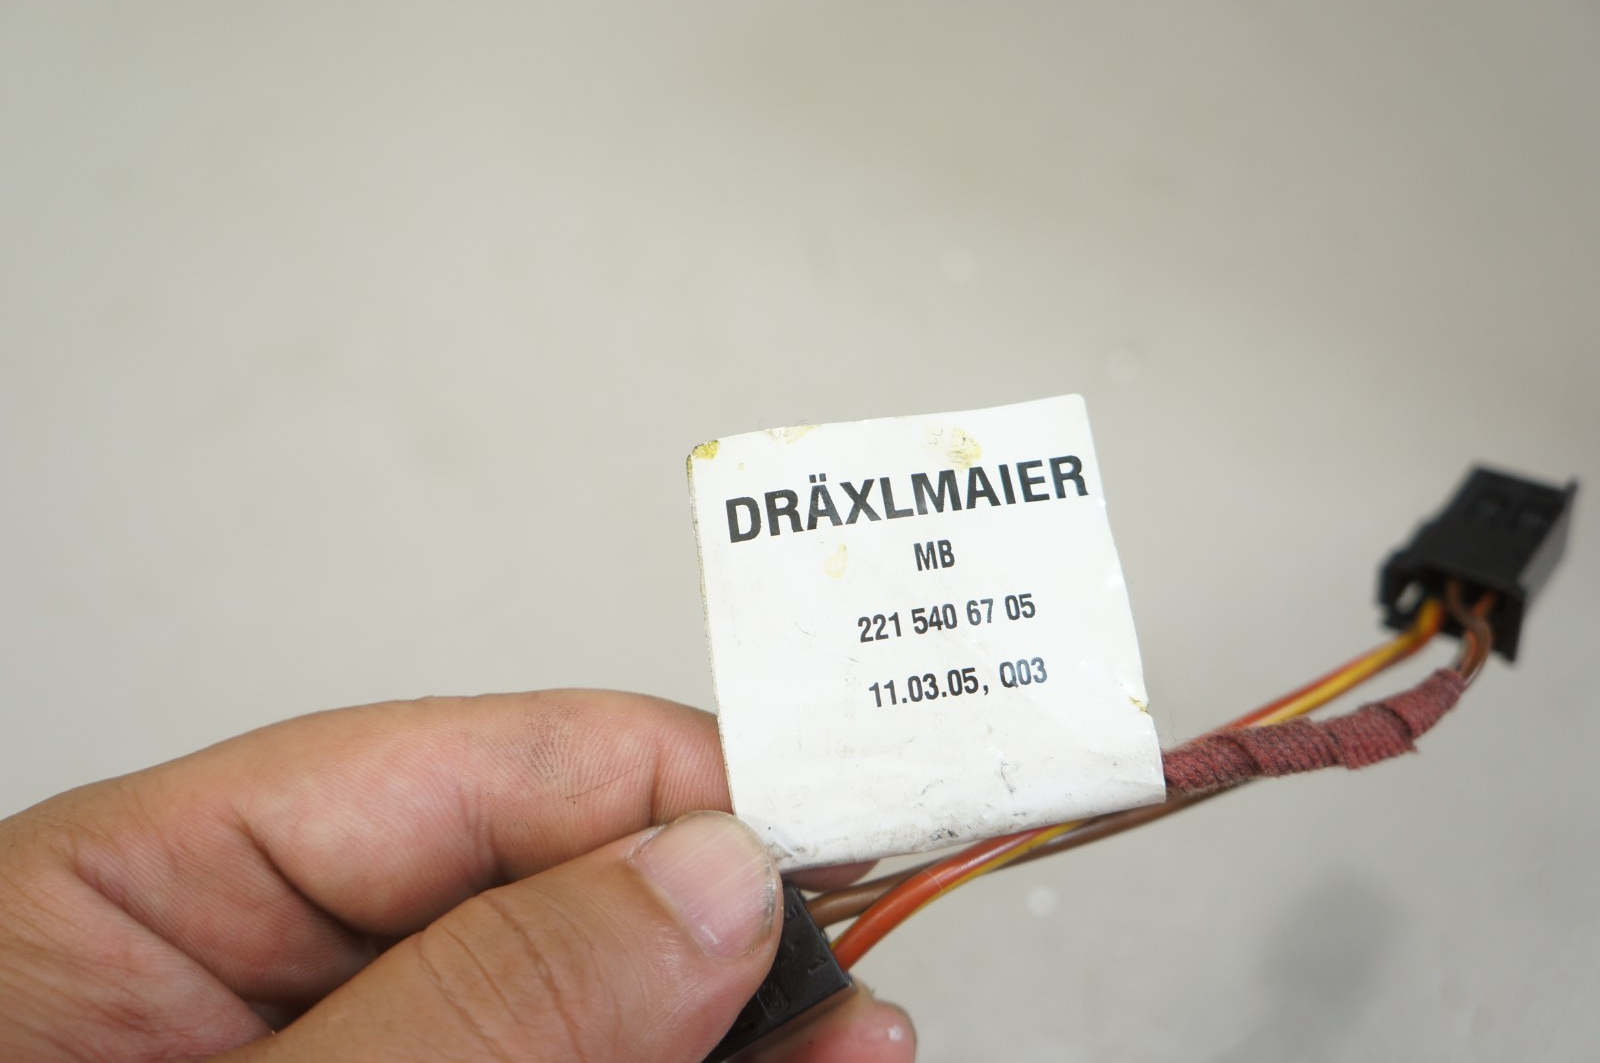 DRÄXLMAIER
MB
221 540 67 05
11.03.05, Q03